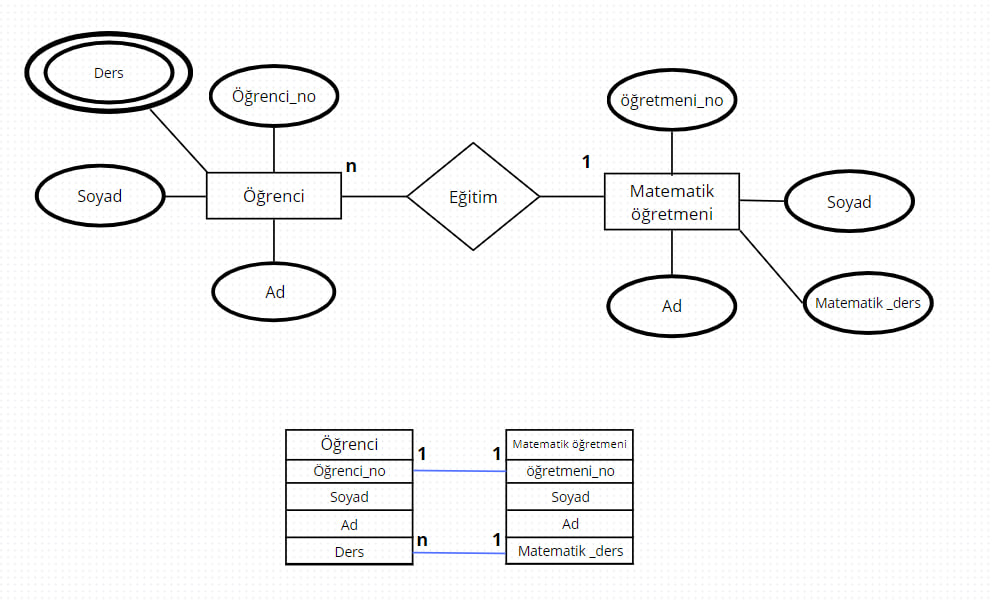 Ders
Öğrenci_no
öğretmeni_no
n
1
Soyad
Öğrenci
Eğitim
Matematik
öğretmeni
Soyad
Ad
Ad
Matematik _ders
Öğrenci
1
1
Matematik öğretmeni
Öğrenci_no
öğretmeni_no
Soyad
Soyad
Ad
Ad
n
1
Ders
Matematik _ders